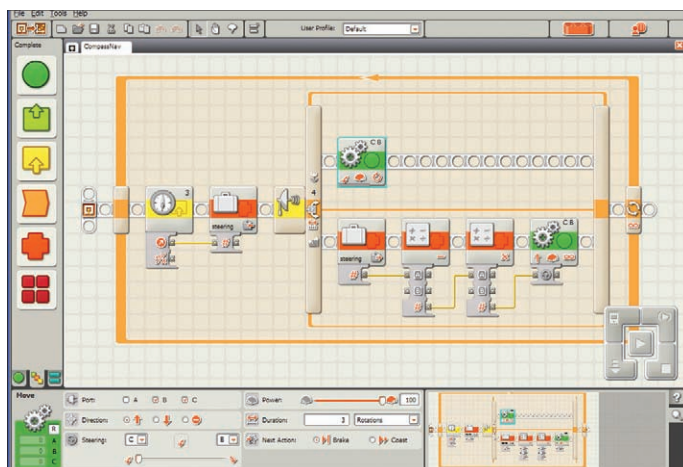 File Edit Tools Help
User Profile: Default
Complete
CompassNav
3
steering
4
C B
steering
C B
Move
R
A
B
C
Port: A B C
Power: 100
Direction:
Duration: 3 Rotations
Steering: C B
Next Action: Brake Coast